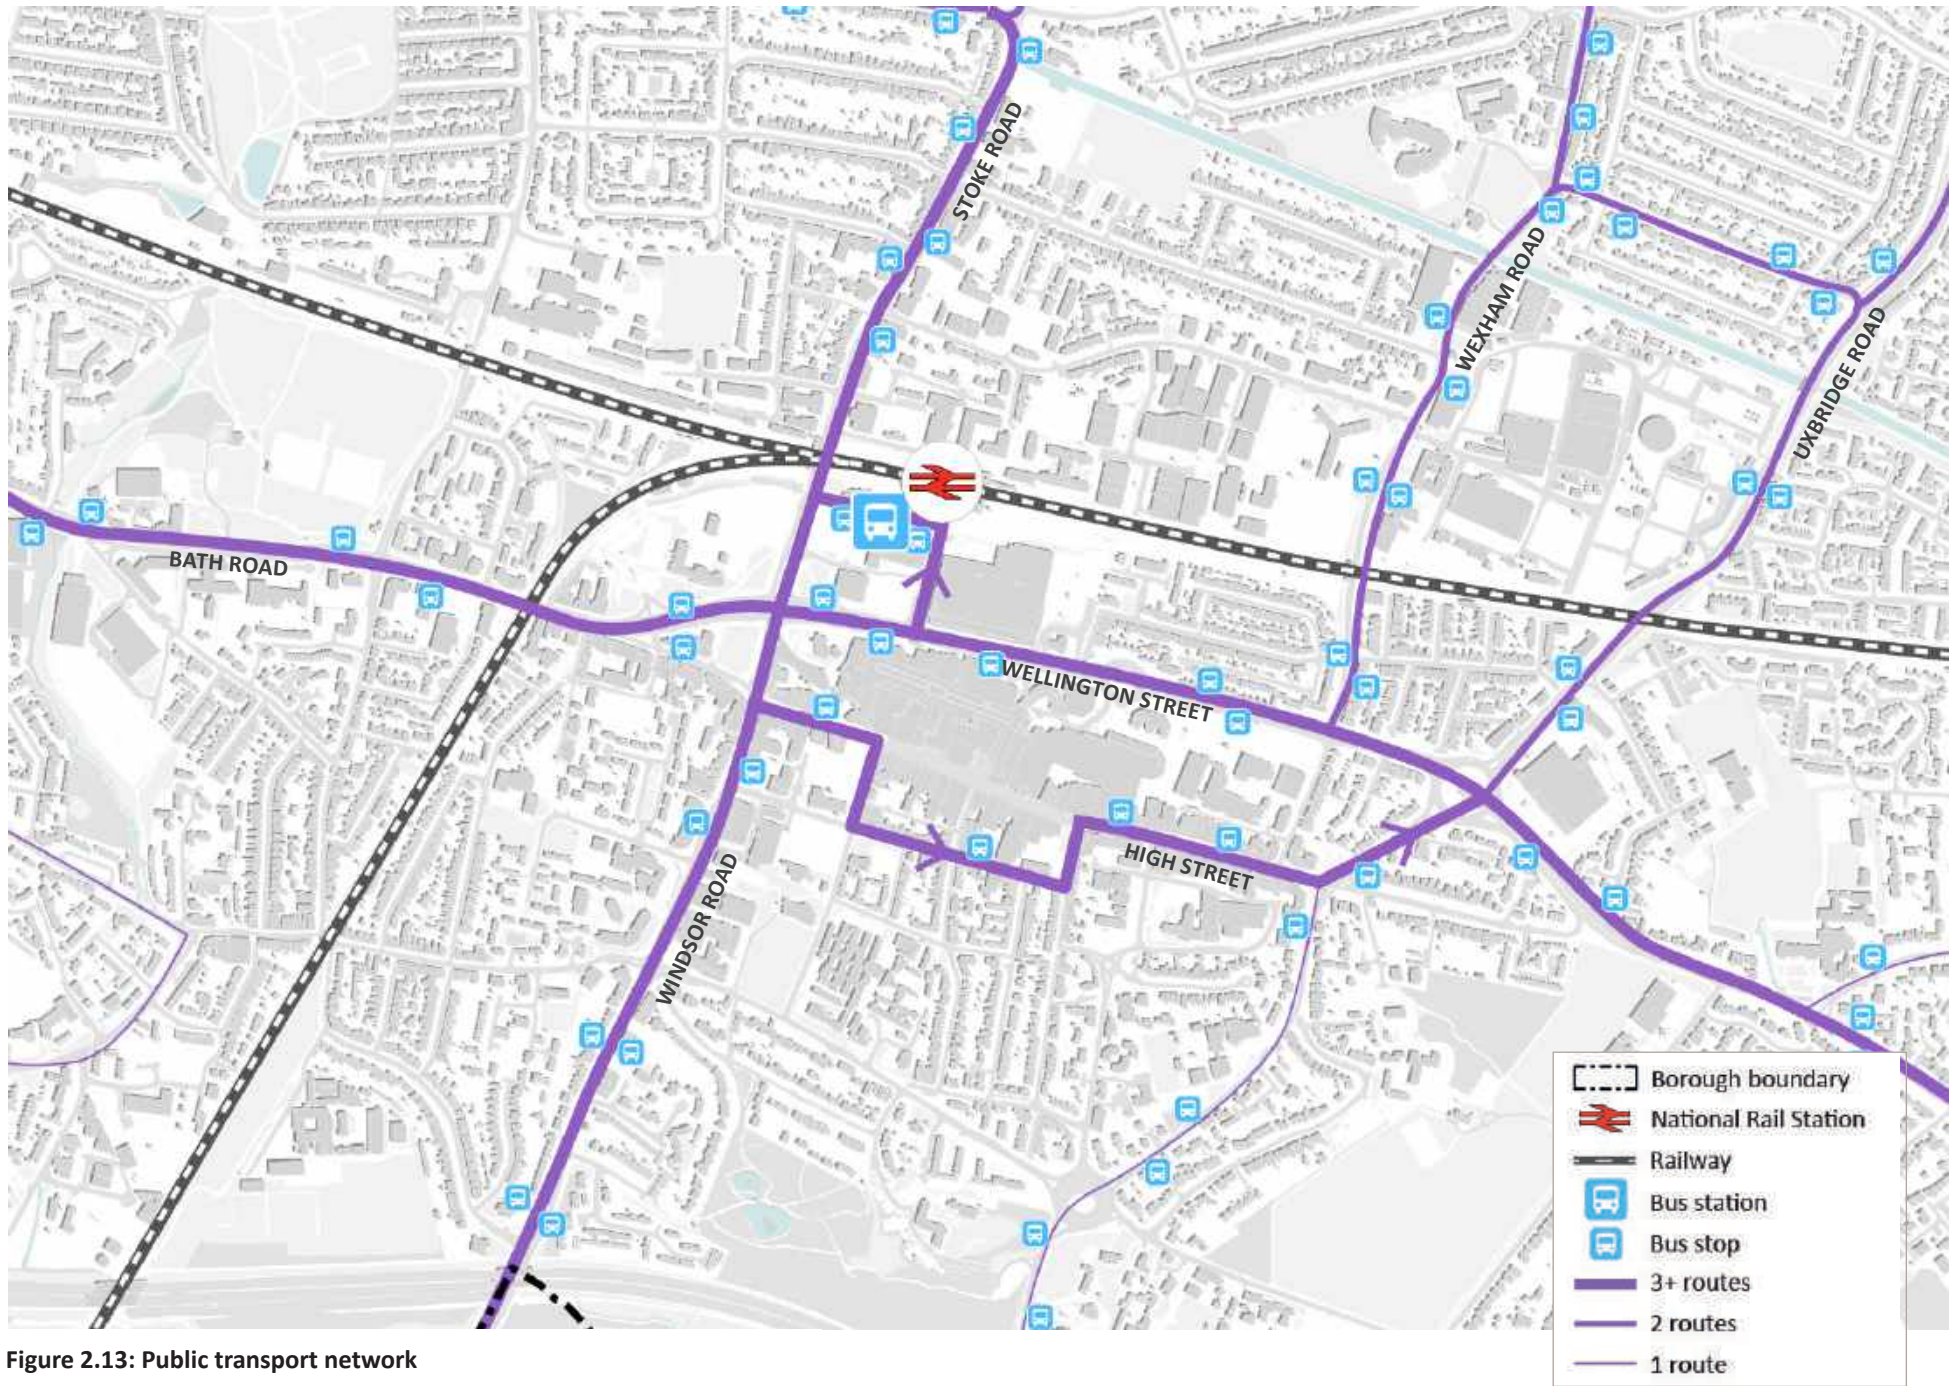 STOKE ROAD
WEXHAM ROAD
UXBRIDGE ROAD
BATH ROAD
WELLINGTON STREET
HIGH STREET
WINDSOR ROAD
Borough boundary
National Rail Station
Railway
Bus station
Bus stop
3+ routes
2 routes
1 route
Figure 2.13: Public transport network